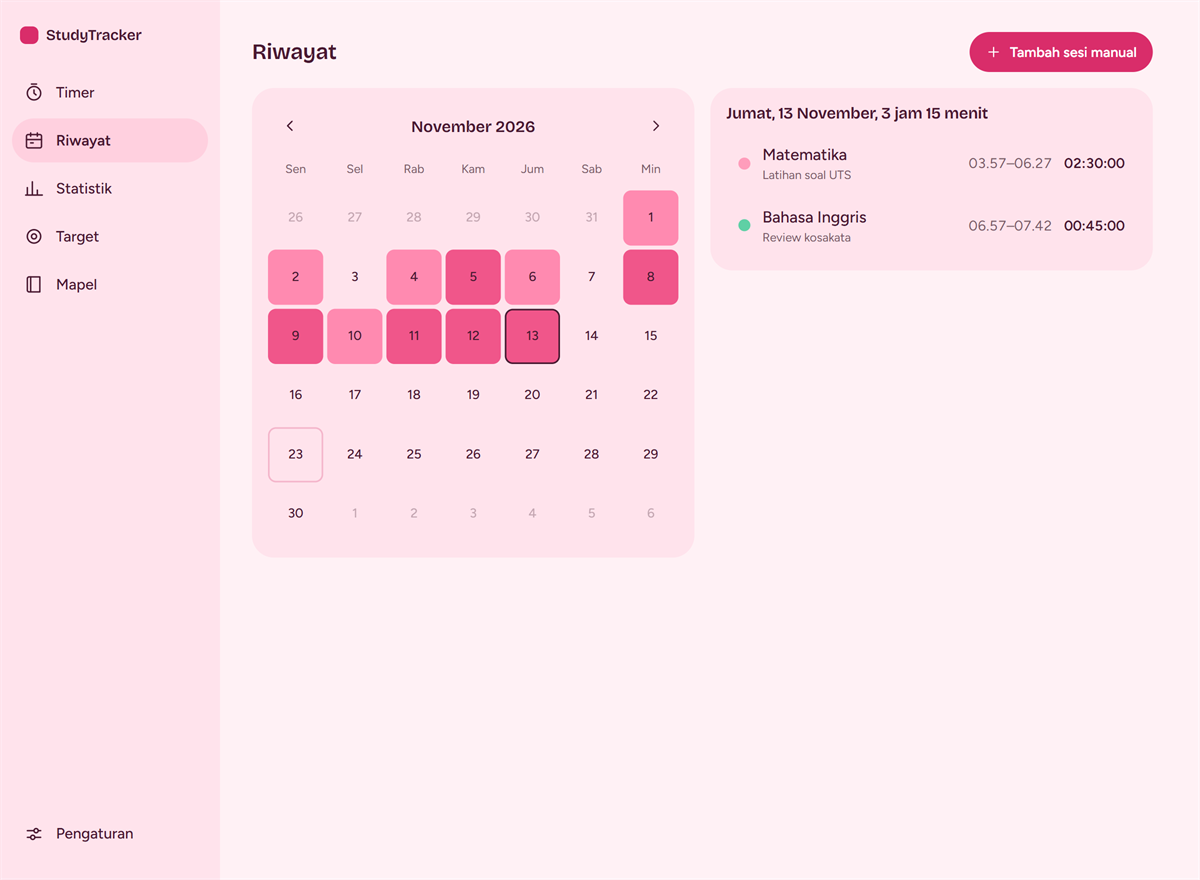 StudyTracker
Timer
Riwayat
Statistik
Target
Mapel
Pengaturan
Riwayat
Tambah sesi manual
November 2026
Sen Sel Rab Kam Jum Sab Min
26 27 28 29 30 31 1
2 3 4 5 6 7 8
9 10 11 12 13 14 15
16 17 18 19 20 21 22
23 24 25 26 27 28 29
30 1 2 3 4 5 6
Jumat, 13 November, 3 jam 15 menit
Matematika 03.57–06.27 02:30:00
Latihan soal UTS
Bahasa Inggris 06.57–07.42 00:45:00
Review kosakata